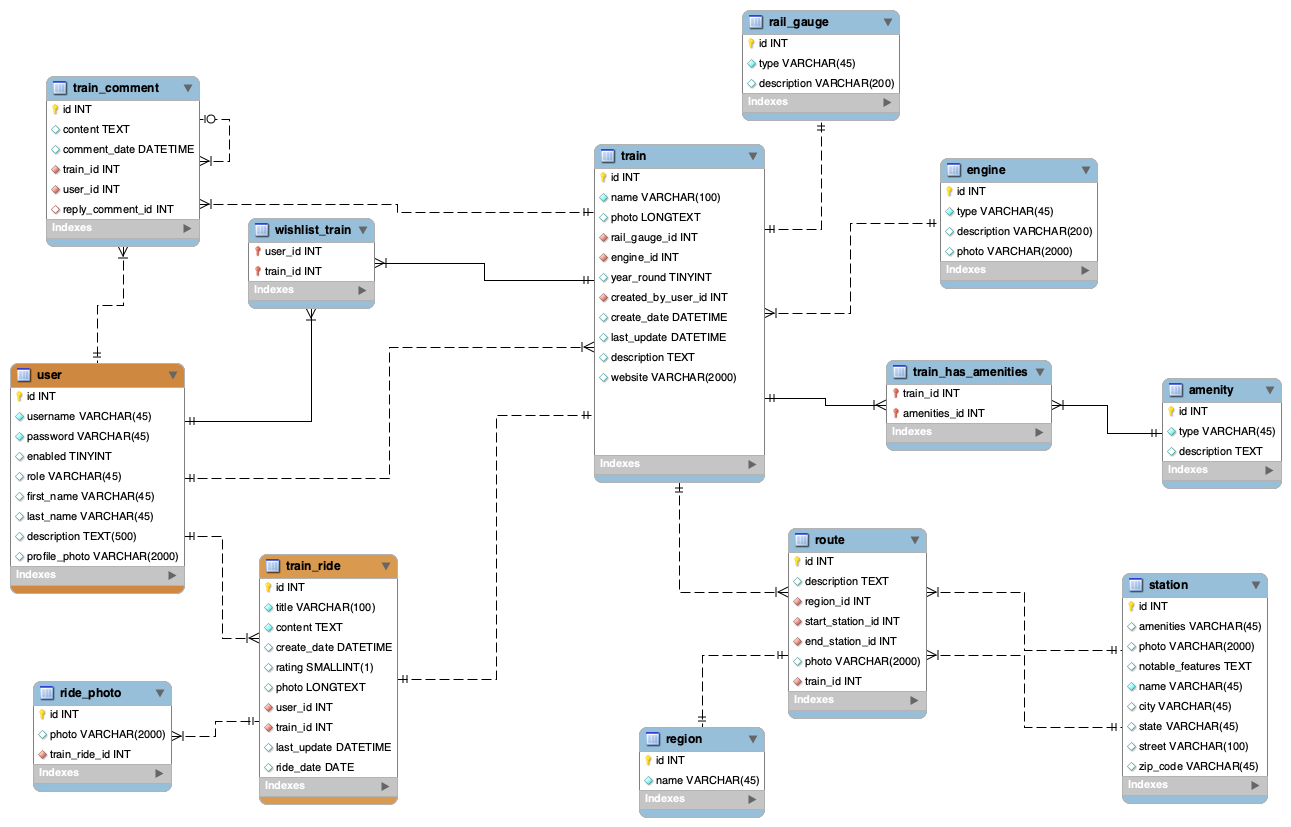 rail_gauge
id INT
type VARCHAR(45)
description VARCHAR(200)
Indexes
train_comment
id INT
content TEXT
comment_date DATETIME
train_id INT
user_id INT
reply_comment_id INT
Indexes
train
id INT
name VARCHAR(100)
photo LONGTEXT
rail_gauge_id INT
engine_id INT
year_round TINYINT
created_by_user_id INT
create_date DATETIME
last_update DATETIME
description TEXT
website VARCHAR(2000)
Indexes
engine
id INT
type VARCHAR(45)
description VARCHAR(200)
photo VARCHAR(2000)
Indexes
wishlist_train
user_id INT
train_id INT
Indexes
user
id INT
username VARCHAR(45)
password VARCHAR(45)
enabled TINYINT
role VARCHAR(45)
first_name VARCHAR(45)
last_name VARCHAR(45)
description TEXT(500)
profile_photo VARCHAR(2000)
Indexes
train_has_amenities
train_id INT
amenities_id INT
Indexes
amenity
id INT
type VARCHAR(45)
description TEXT
Indexes
train_ride
id INT
title VARCHAR(100)
content TEXT
create_date DATETIME
rating SMALLINT(1)
photo LONGTEXT
user_id INT
train_id INT
last_update DATETIME
ride_date DATE
Indexes
route
id INT
description TEXT
region_id INT
start_station_id INT
end_station_id INT
photo VARCHAR(2000)
train_id INT
Indexes
station
id INT
amenities VARCHAR(45)
photo VARCHAR(2000)
notable_features TEXT
name VARCHAR(45)
city VARCHAR(45)
state VARCHAR(45)
street VARCHAR(100)
zip_code VARCHAR(45)
Indexes
ride_photo
id INT
photo VARCHAR(2000)
train_ride_id INT
Indexes
region
id INT
name VARCHAR(45)
Indexes